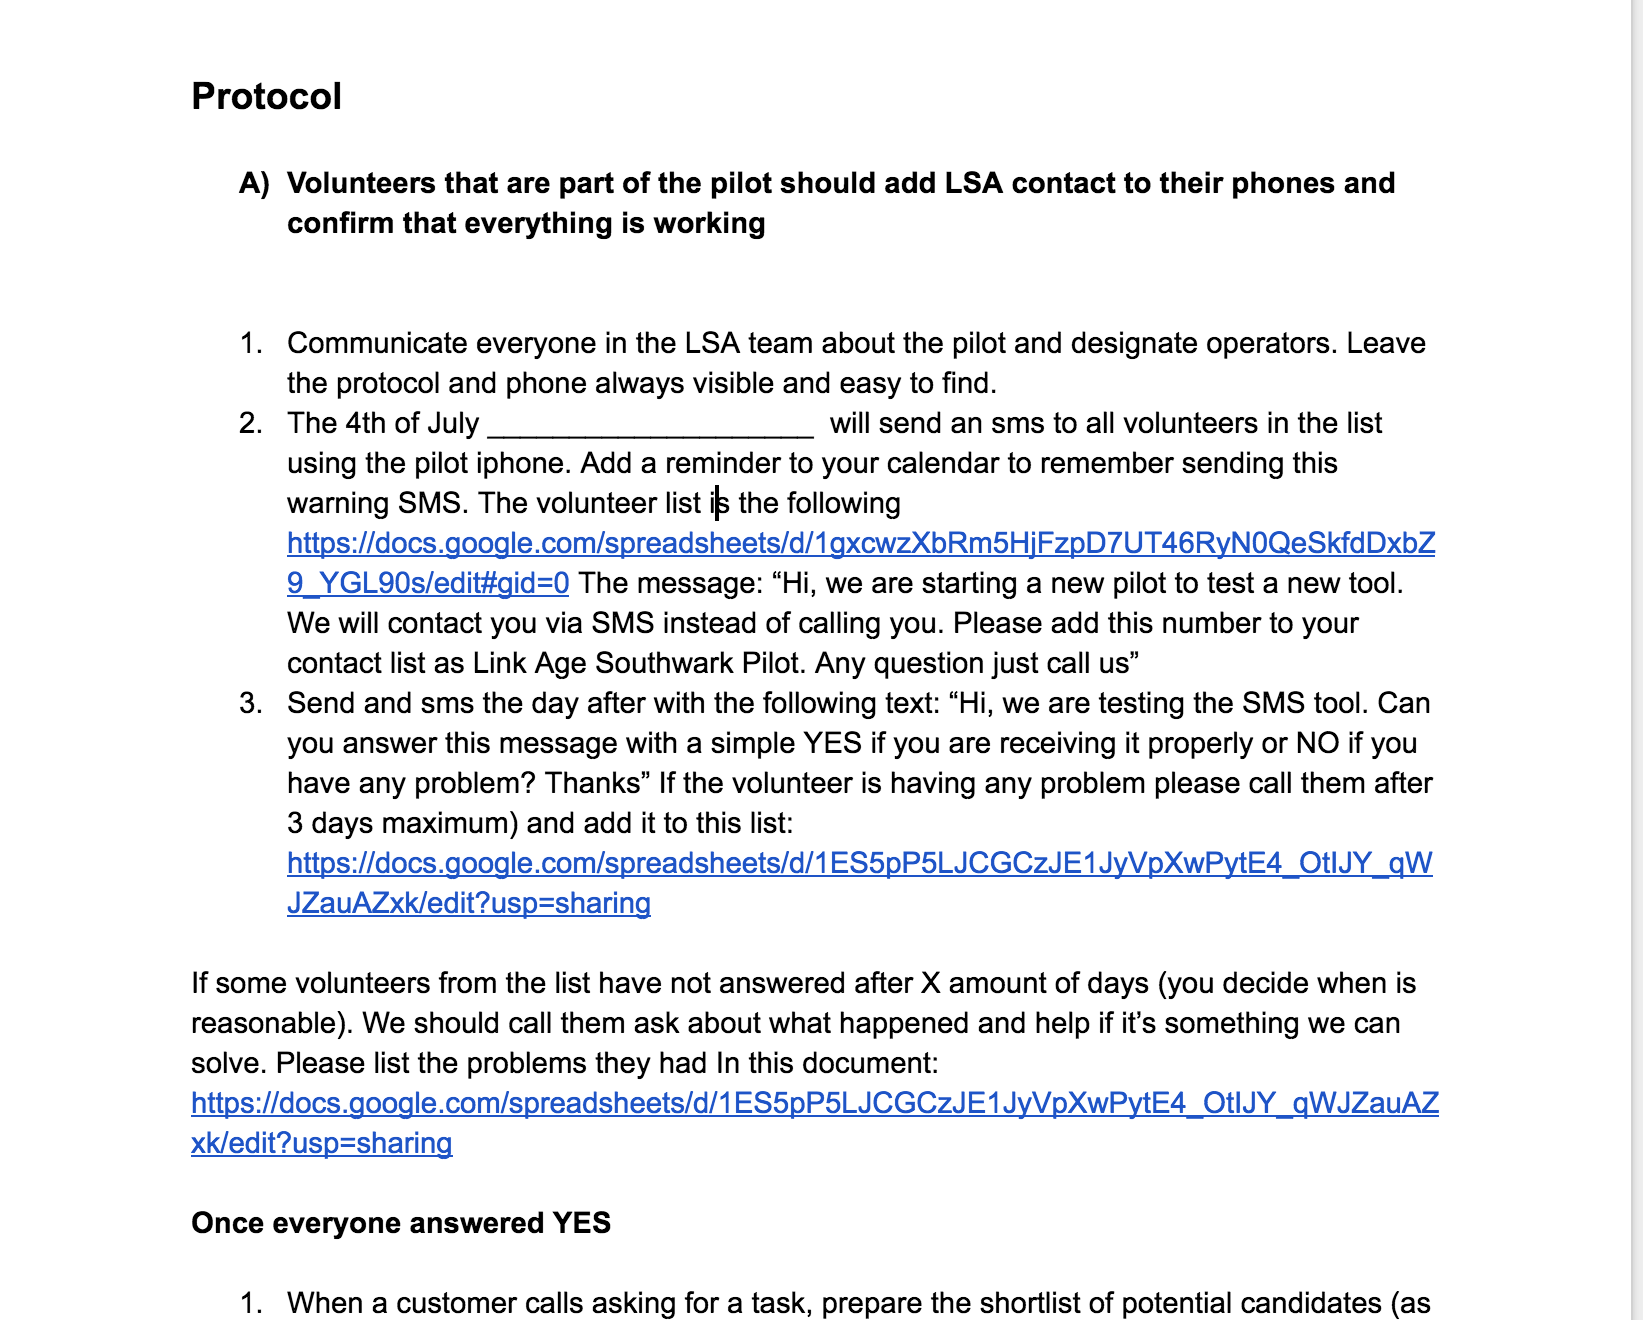 Protocol
A) Volunteers that are part of the pilot should add LSA contact to their phones and
confirm that everything is working
1. Communicate everyone in the LSA team about the pilot and designate operators. Leave
the protocol and phone always visible and easy to find.
2. The 4th of July ____________________ will send an sms to all volunteers in the list
using the pilot iphone. Add a reminder to your calendar to remember sending this
warning SMS. The volunteer list is the following
https://docs.google.com/spreadsheets/d/1gxcwzXbRm5HjFzpD7UT46RyN0QeSkfdDxbZ
9_YGL90s/edit#gid=0 The message: “Hi, we are starting a new pilot to test a new tool.
We will contact you via SMS instead of calling you. Please add this number to your
contact list as Link Age Southwark Pilot. Any question just call us”
3. Send and sms the day after with the following text: “Hi, we are testing the SMS tool. Can
you answer this message with a simple YES if you are receiving it properly or NO if you
have any problem? Thanks” If the volunteer is having any problem please call them after
3 days maximum) and add it to this list:
https://docs.google.com/spreadsheets/d/1ES5pP5LJCGCzJE1JyVpXwPytE4_OtIJY_qW
JZauAZxk/edit?usp=sharing
If some volunteers from the list have not answered after X amount of days (you decide when is
reasonable). We should call them ask about what happened and help if it’s something we can
solve. Please list the problems they had In this document:
https://docs.google.com/spreadsheets/d/1ES5pP5LJCGCzJE1JyVpXwPytE4_OtIJY_qWJZauAZ
xk/edit?usp=sharing
Once everyone answered YES
1. When a customer calls asking for a task, prepare the shortlist of potential candidates (as